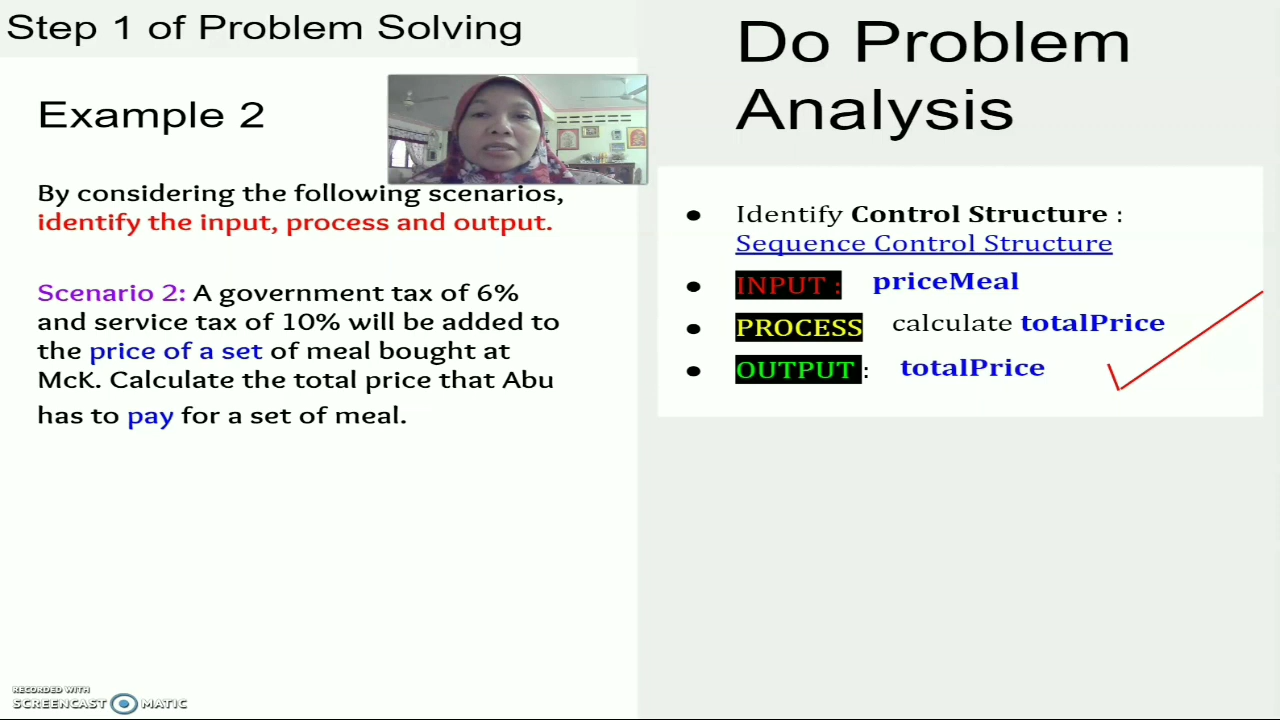 Step 1 of Problem Solving
Example 2
By considering the following scenarios,
identify the input, process and output.
Scenario 2: A government tax of 6%
and service tax of 10% will be added to
the price of a set of meal bought at
McK. Calculate the total price that Abu
has to pay for a set of meal.
Do Problem
Analysis
● Identify Control Structure :
Sequence Control Structure
● INPUT : priceMeal
● PROCESS calculate totalPrice
● OUTPUT : totalPrice
RECORDED WITH
SCREENCAST MATIC